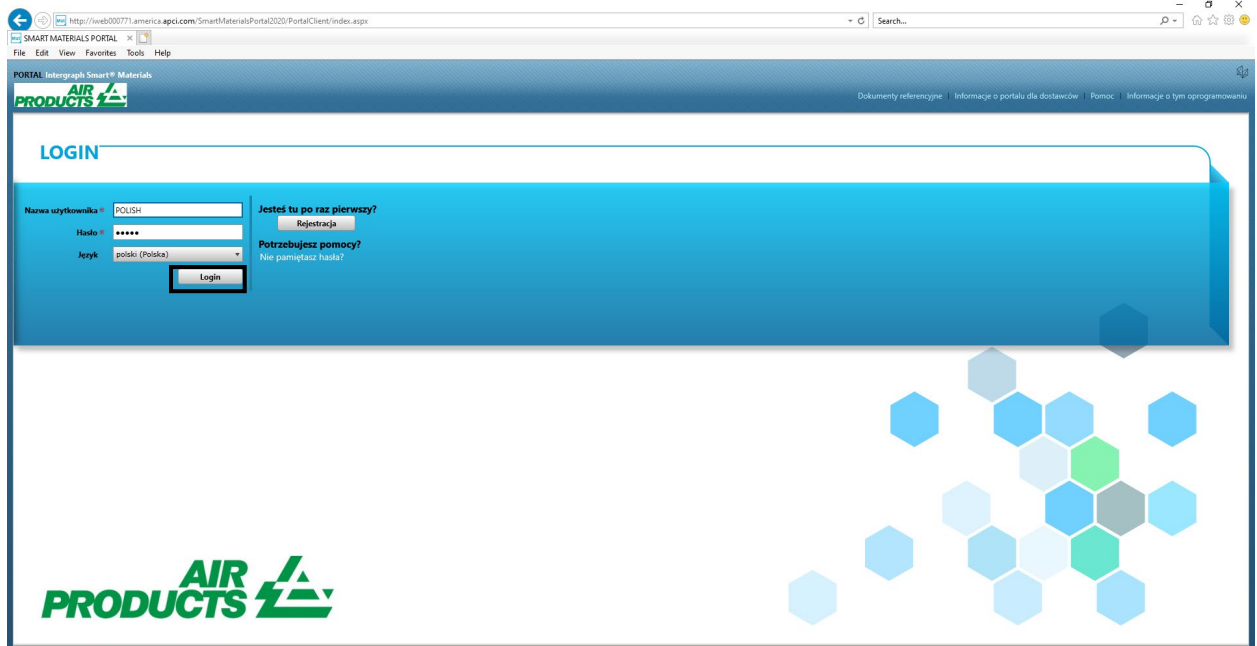 http://iweb000771.america.apci.com/SmartMaterialsPortal2020/PortalClient/index.aspx
Search...
SMART MATERIALS PORTAL
File Edit View Favorites Tools Help
PORTAL Intergraph Smart® Materials
AIR
PRODUCTS
Dokumenty referencyjne | Informacje o portalu dla dostawców | Pomoc | Informacje o tym oprogramowaniu
LOGIN
Nazwa użytkownika * POLISH
Hasło * •••••
Język polski (Polska)
Login
Jesteś tu po raz pierwszy?
Rejestracja
Potrzebujesz pomocy?
Nie pamiętasz hasła?
AIR
PRODUCTS